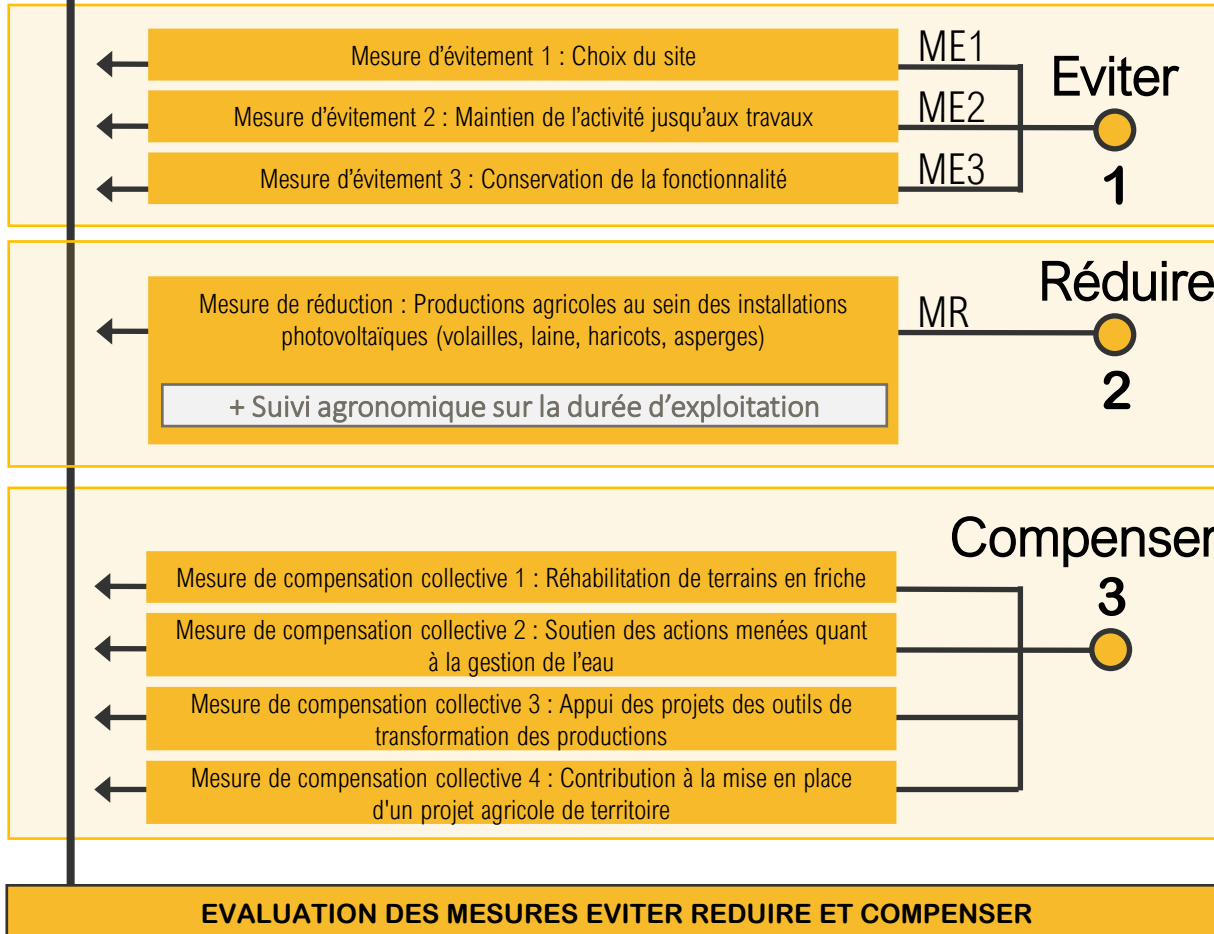 Mesure d'évitement 1 : Choix du site
ME1
Eviter
Mesure d'évitement 2 : Maintien de l'activité jusqu'aux travaux
ME2
Mesure d'évitement 3 : Conservation de la fonctionnalité
ME3
1
Réduire
Mesure de réduction : Productions agricoles au sein des installations
photovoltaïques (volailles, laine, haricots, asperges)
MR
+ Suivi agronomique sur la durée d'exploitation
2
Compenser
3
Mesure de compensation collective 1 : Réhabilitation de terrains en friche
Mesure de compensation collective 2 : Soutien des actions menées quant
à la gestion de l'eau
Mesure de compensation collective 3 : Appui des projets des outils de
transformation des productions
Mesure de compensation collective 4 : Contribution à la mise en place
d'un projet agricole de territoire
EVALUATION DES MESURES EVITER REDUIRE ET COMPENSER